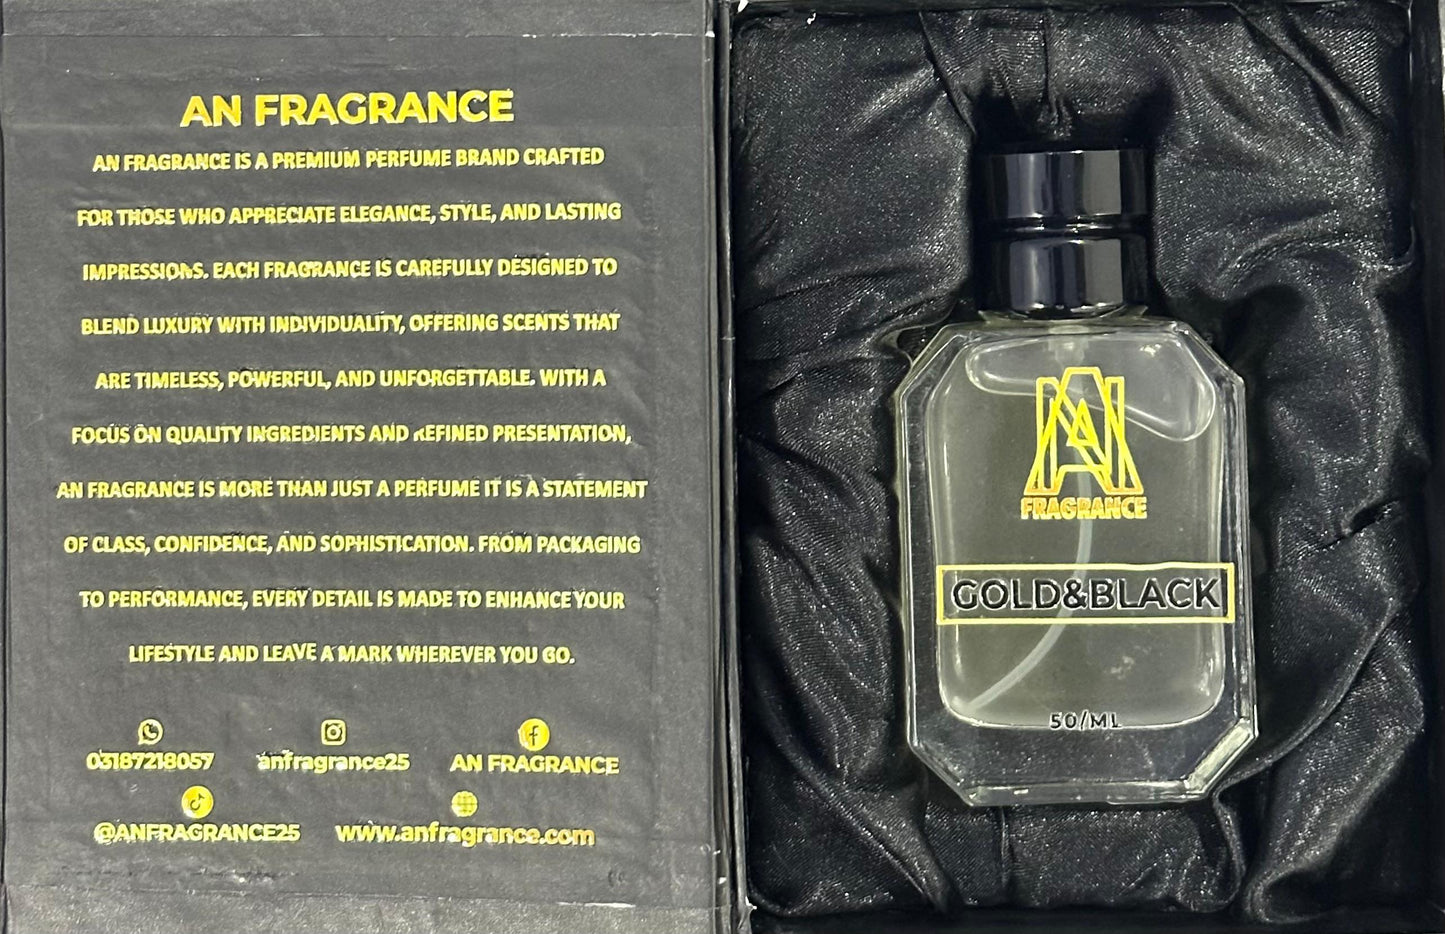 AN FRAGRANCE
AN FRAGRANCE IS A PREMIUM PERFUME BRAND CRAFTED
FOR THOSE WHO APPRECIATE ELEGANCE, STYLE, AND LASTING
IMPRESSIONS. EACH FRAGRANCE IS CAREFULLY DESIGNED TO
BLEND LUXURY WITH INDIVIDUALITY, OFFERING SCENTS THAT
ARE TIMELESS, POWERFUL, AND UNFORGETTABLE. WITH A
FOCUS ON QUALITY INGREDIENTS AND REFINED PRESENTATION,
AN FRAGRANCE IS MORE THAN JUST A PERFUME IT IS A STATEMENT
OF CLASS, CONFIDENCE, AND SOPHISTICATION. FROM PACKAGING
TO PERFORMANCE, EVERY DETAIL IS MADE TO ENHANCE YOUR
LIFESTYLE AND LEAVE A MARK WHEREVER YOU GO.
03187218057 anfragrance25 AN FRAGRANCE
@ANFRAGRANCE25 www.anfragrance.com
AN
FRAGRANCE
GOLD&BLACK
50/ML